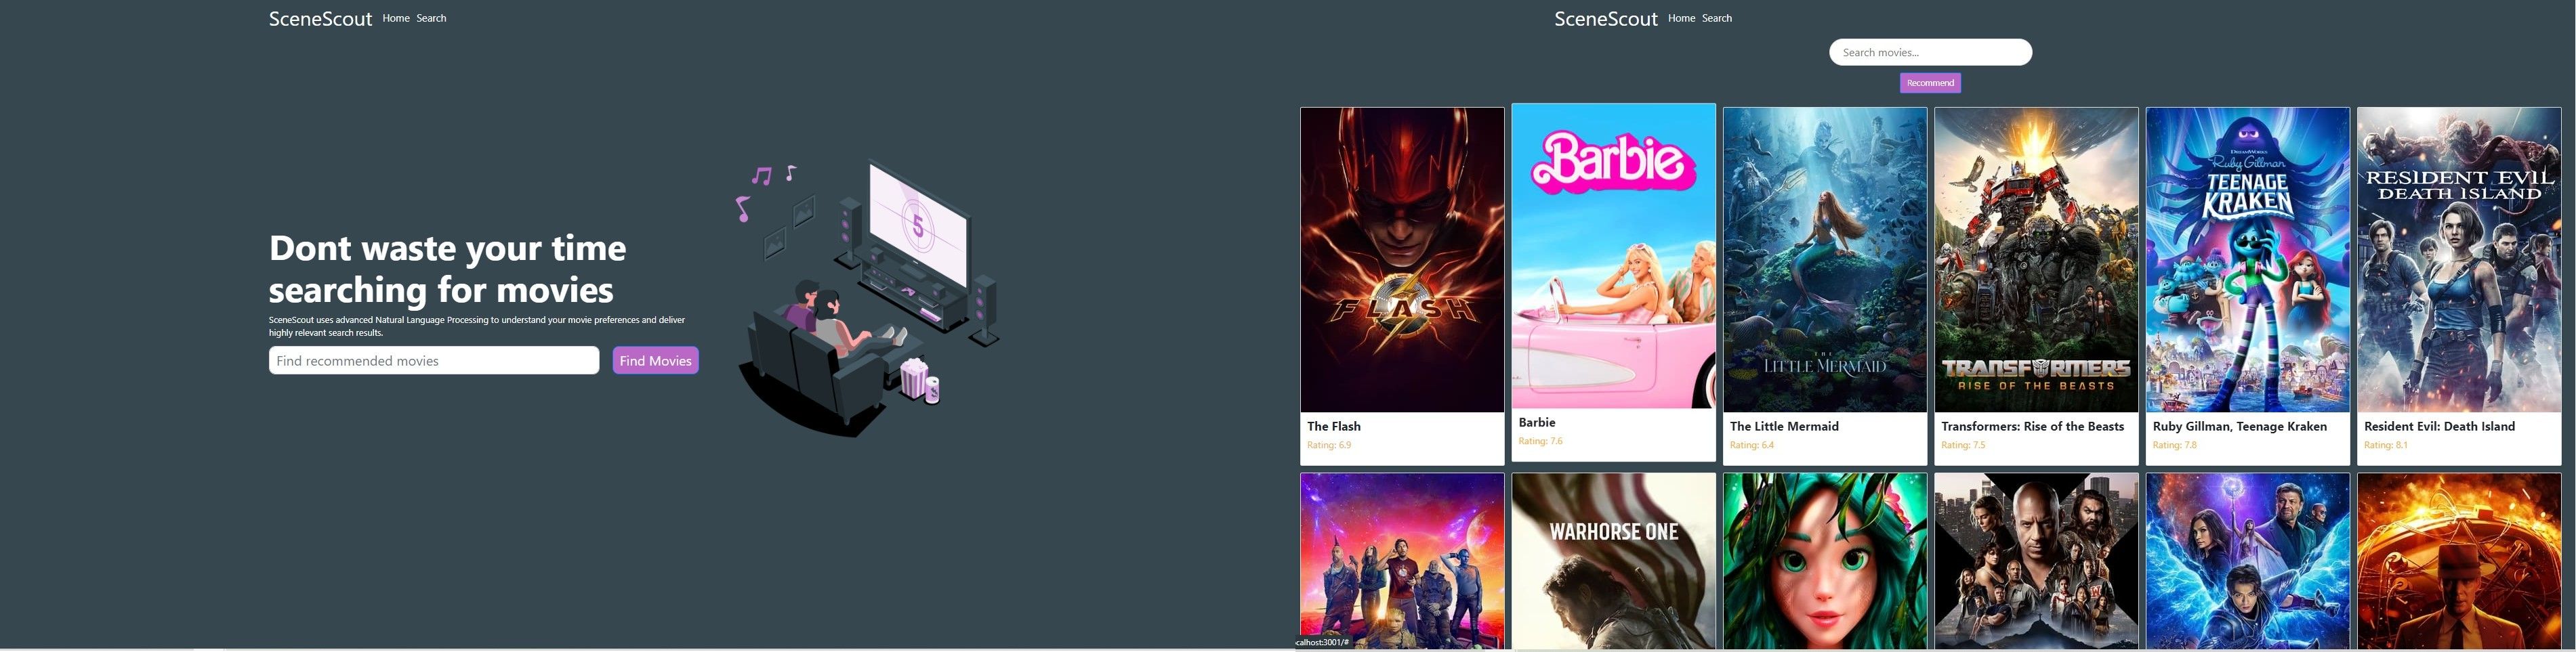 SceneScout Home Search
Dont waste your time
searching for movies
SceneScout uses advanced Natural Language Processing to understand your movie preferences and deliver
highly relevant search results.
Find recommended movies
Find Movies
5
SceneScout Home Search
Search movies...
Recommend
FLASH
The Flash
Rating: 6.9
Barbie
Barbie
Rating: 7.6
THE
LITTLE MERMAID
The Little Mermaid
Rating: 6.4
TRANSFORMERS
RISE OF THE BEASTS
Transformers: Rise of the Beasts
Rating: 7.5
DREAMWORKS
Ruby Gillman
TEENAGE
KRAKEN
Ruby Gillman, Teenage Kraken
Rating: 7.8
RESIDENT EVIL
DEATH ISLAND
Resident Evil: Death Island
Rating: 8.1
WARHORSE ONE
calhost:3001/#